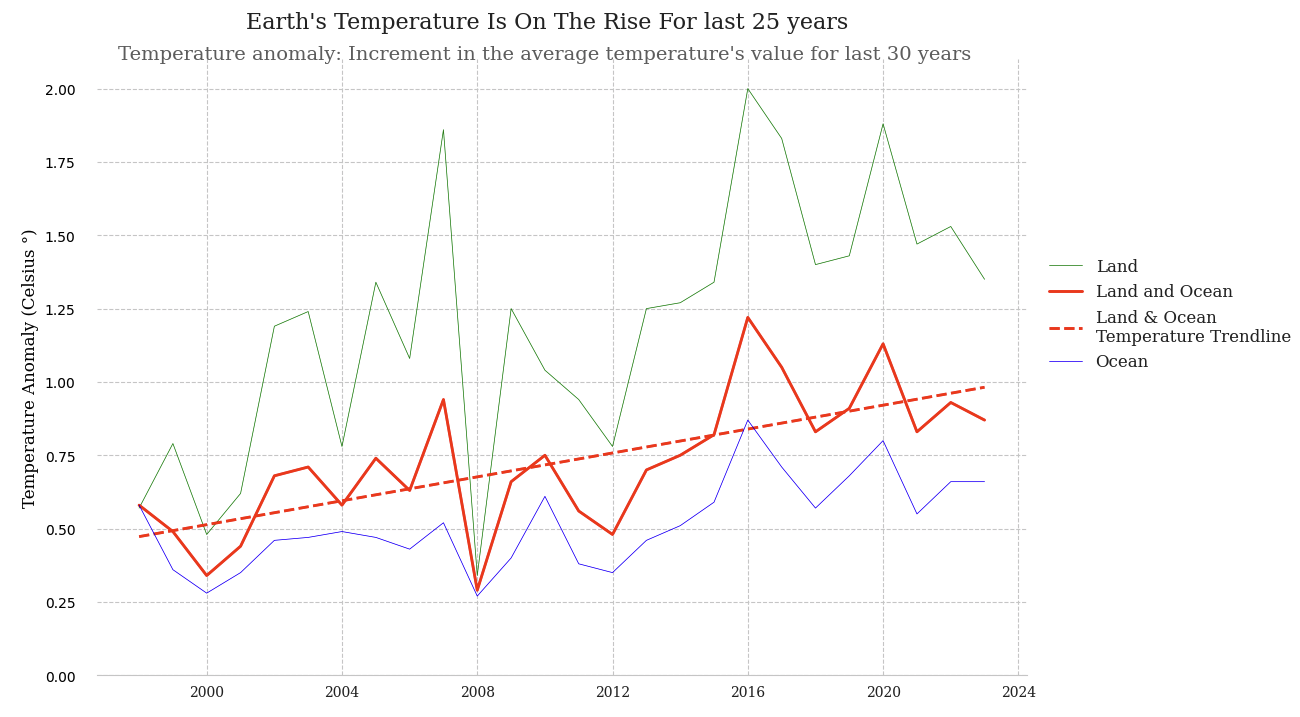 Earth's Temperature Is On The Rise For last 25 years
Temperature anomaly: Increment in the average temperature's value for last 30 years
Temperature Anomaly (Celsius °)
2.00
1.75
1.50
1.25
1.00
0.75
0.50
0.25
0.00
2000
2004
2008
2012
2016
2020
2024
Land
Land and Ocean
Land & Ocean
Temperature Trendline
Ocean